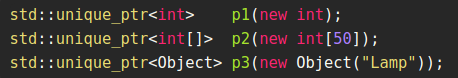 std::unique_ptr<int>    p1(new int);
std::unique_ptr<int[]>  p2(new int[50]);
std::unique_ptr<Object> p3(new Object("Lamp"));